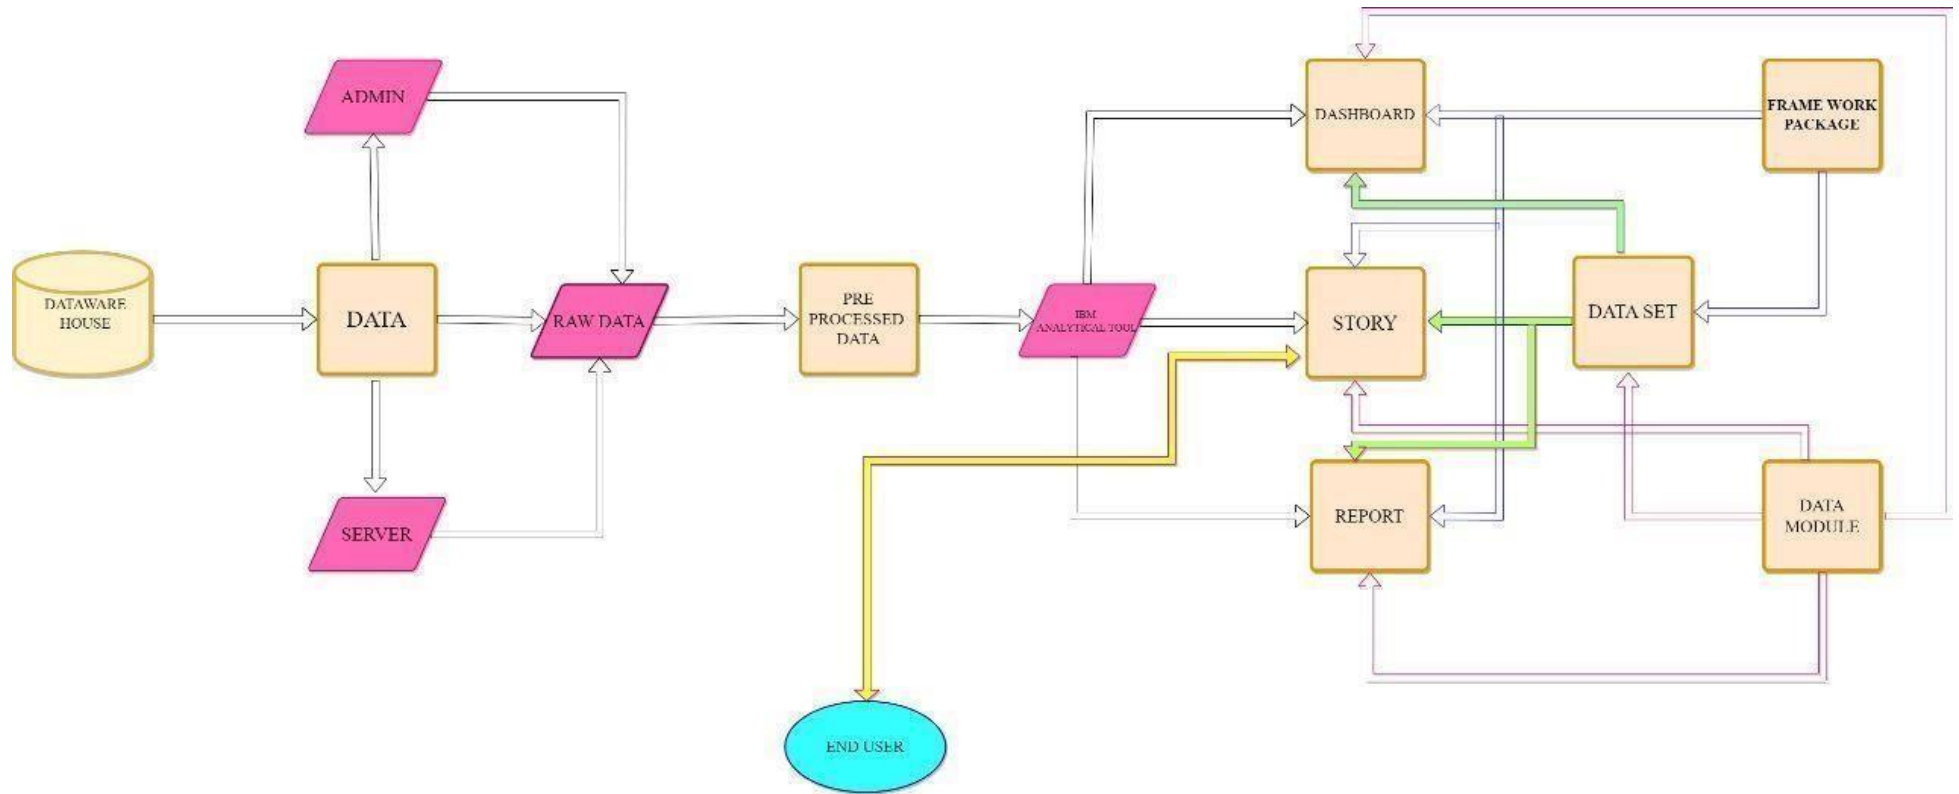 ADMIN
DASHBOARD
FRAME WORK
PACKAGE
DATAWARE
HOUSE
DATA
RAW DATA
PRE
PROCESSED
DATA
IBM
ANALYTICAL TOOL
STORY
DATA SET
SERVER
REPORT
DATA
MODULE
END USER